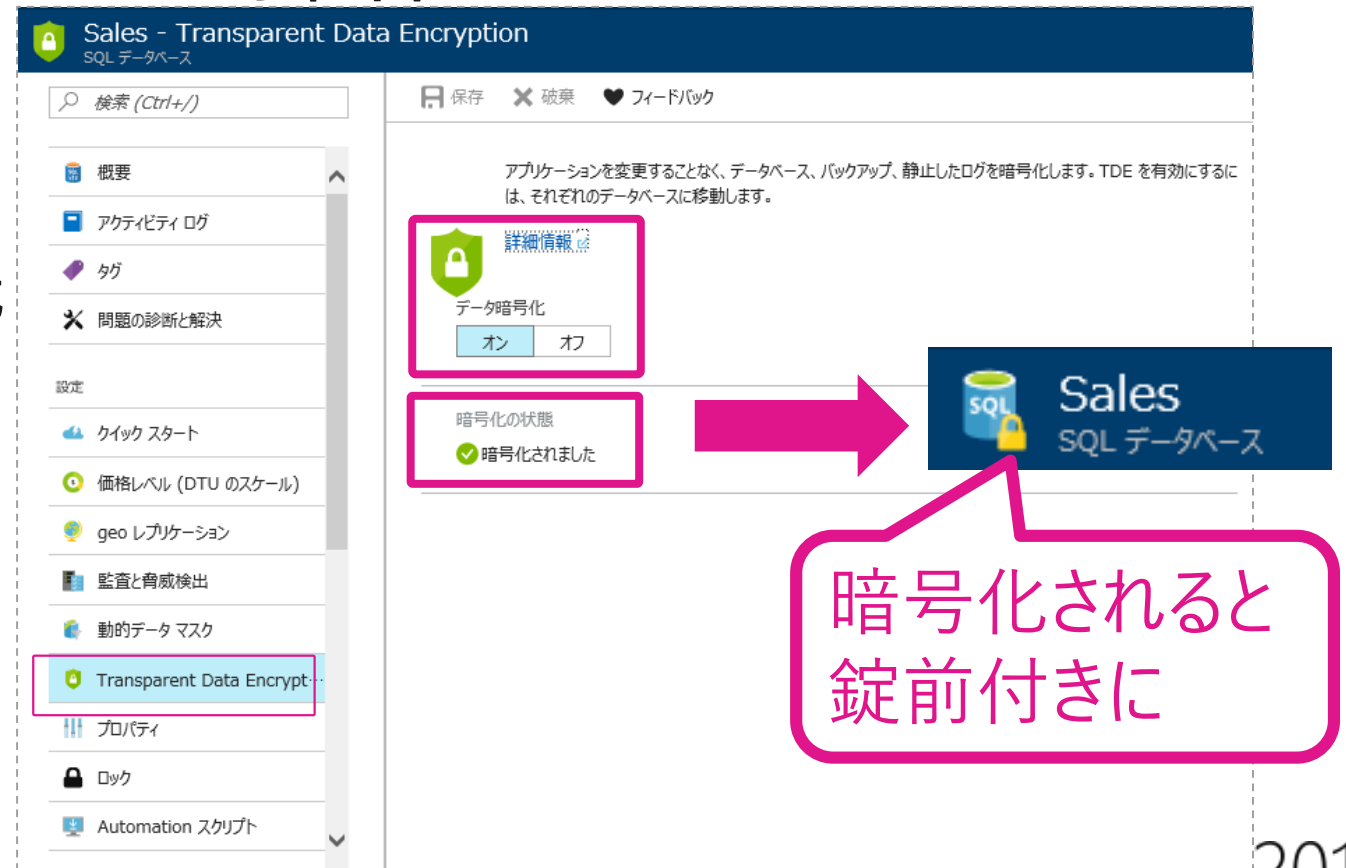 Sales - Transparent Data Encryption
SQL データベース
検索 (Ctrl+/)
概要
アクティビティ ログ
タグ
問題の診断と解決
設定
クイック スタート
価格レベル (DTU のスケール)
geo レプリケーション
監査と脅威検出
動的データ マスク
Transparent Data Encrypt…
プロパティ
ロック
Automation スクリプト
保存 破棄 フィードバック
アプリケーションを変更することなく、データベース、バックアップ、静止したログを暗号化します。TDE を有効にするに
は、それぞれのデータベースに移動します。
詳細情報
データ暗号化
オン オフ
暗号化の状態
暗号化されました
SQL
Sales
SQL データベース
暗号化されると
錠前付きに
201